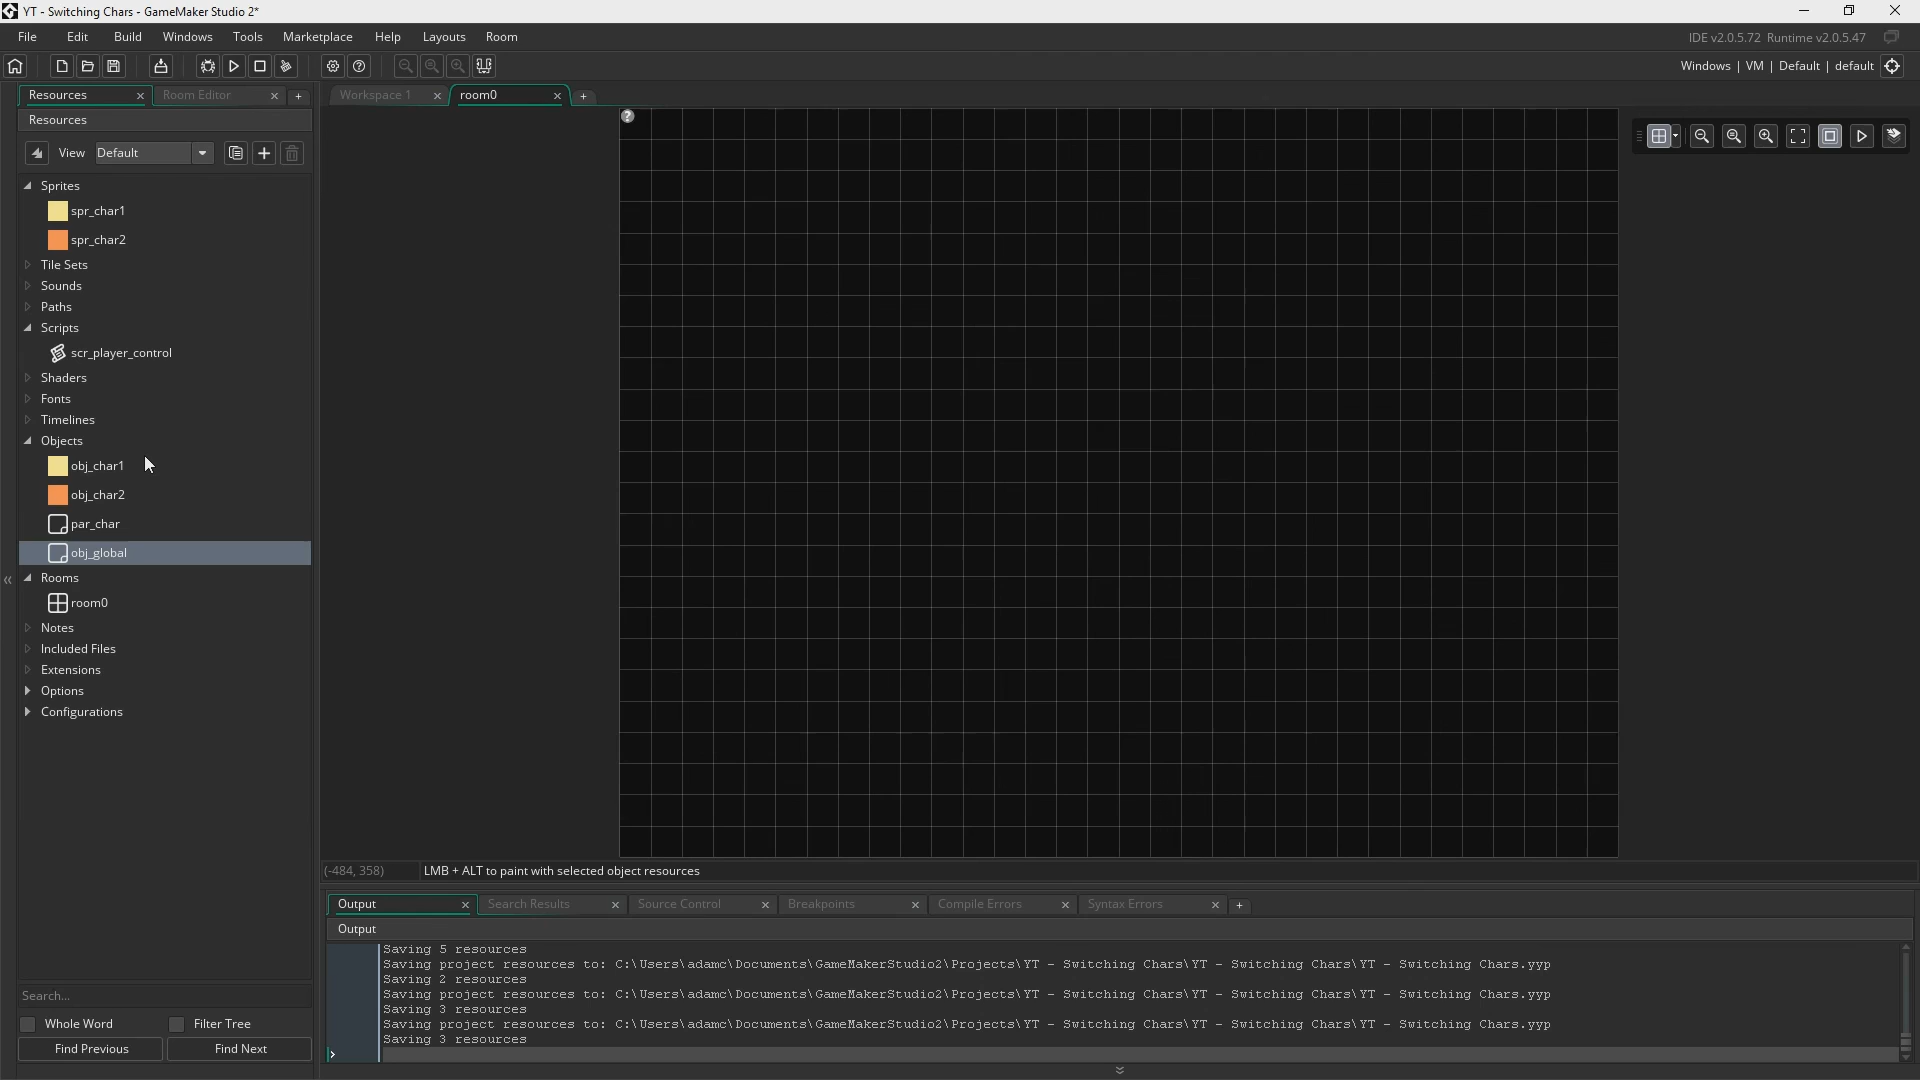 YT - Switching Chars - GameMaker Studio 2*
File Edit Build Windows Tools Marketplace Help Layouts Room
IDE v2.0.5.72 Runtime v2.0.5.47
Windows | VM | Default | default
Resources Room Editor
Workspace 1 room0
Resources
View Default
Sprites
spr_char1
spr_char2
Tile Sets
Sounds
Paths
Scripts
scr_player_control
Shaders
Fonts
Timelines
Objects
obj_char1
obj_char2
par_char
obj_global
Rooms
room0
Notes
Included Files
Extensions
Options
Configurations
Search...
Whole Word Filter Tree
Find Previous Find Next
(-484, 358) LMB + ALT to paint with selected object resources
Output Search Results Source Control Breakpoints Compile Errors Syntax Errors
Output
Saving 5 resources
Saving project resources to: C:\Users\adamc\Documents\GameMakerStudio2\Projects\YT - Switching Chars\YT - Switching Chars\YT - Switching Chars.yyp
Saving 2 resources
Saving project resources to: C:\Users\adamc\Documents\GameMakerStudio2\Projects\YT - Switching Chars\YT - Switching Chars\YT - Switching Chars.yyp
Saving 3 resources
Saving project resources to: C:\Users\adamc\Documents\GameMakerStudio2\Projects\YT - Switching Chars\YT - Switching Chars\YT - Switching Chars.yyp
Saving 3 resources